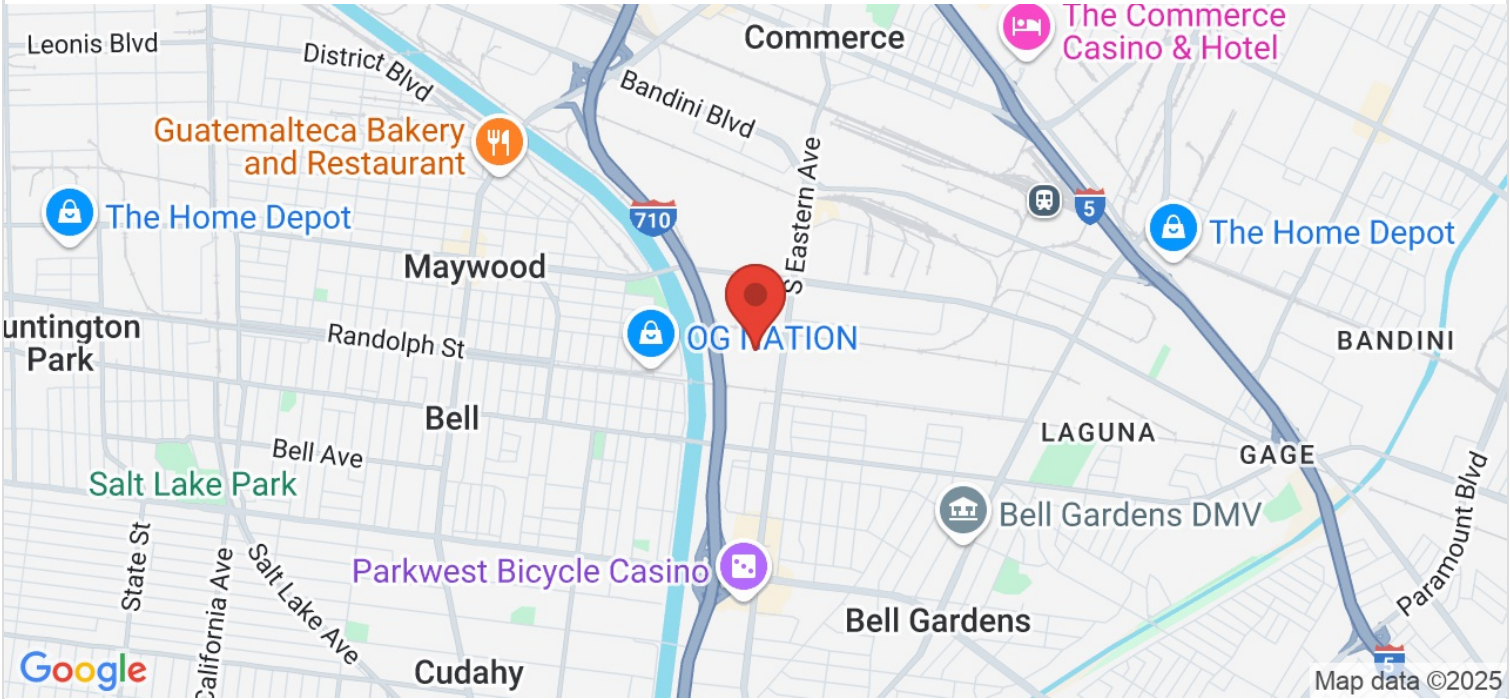 Leonis Blvd
District Blvd
Commerce
The Commerce
Casino & Hotel
Bandini Blvd
Guatemalteca Bakery
and Restaurant
S Eastern Ave
The Home Depot
710
5
The Home Depot
Maywood
untington
Park
Randolph St
OG NATION
BANDINI
Bell
LAGUNA
GAGE
Bell Ave
Salt Lake Park
Bell Gardens DMV
Paramount Blvd
State St
California Ave
Salt Lake Ave
Parkwest Bicycle Casino
Bell Gardens
Cudahy
5
Google
Map data ©2025